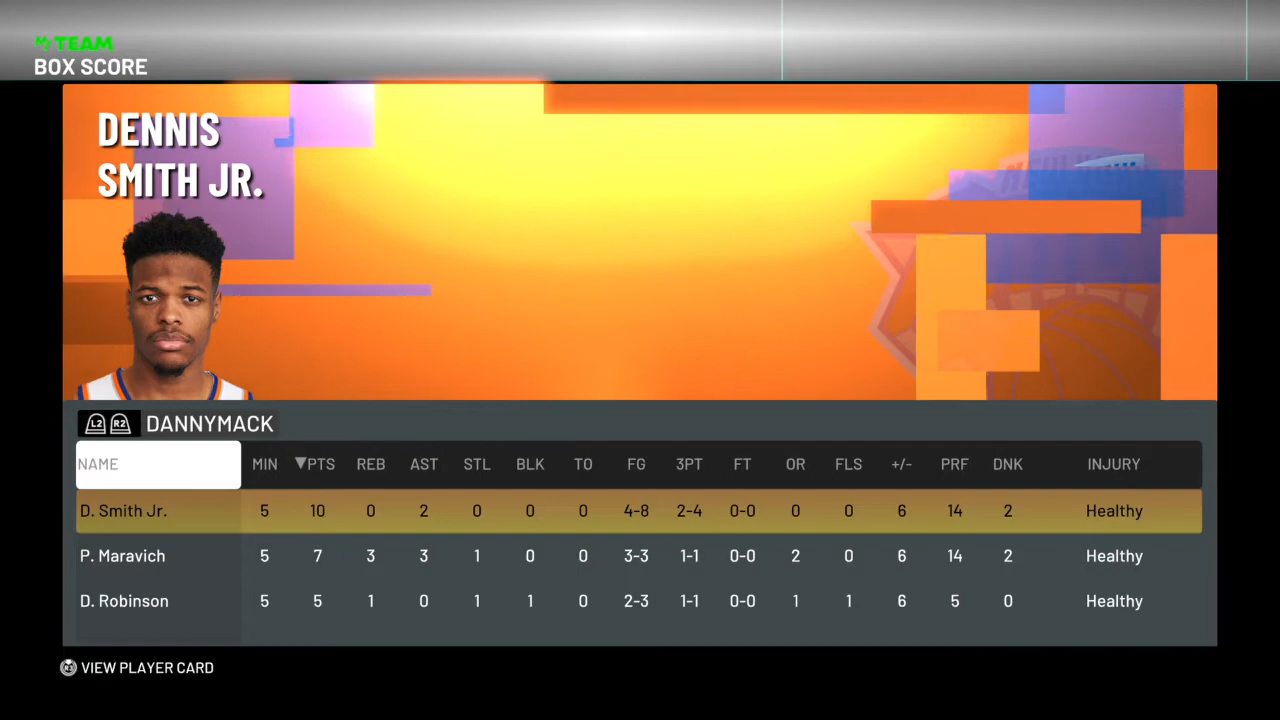 MY TEAM
BOX SCORE
DENNIS
SMITH JR.
NEW YORK
L2 R2 DANNYMACK
NAME MIN ▼PTS REB AST STL BLK TO FG 3PT FT OR FLS +/- PRF DNK INJURY
D. Smith Jr. 5 10 0 2 0 0 0 4-8 2-4 0-0 0 0 6 14 2 Healthy
P. Maravich 5 7 3 3 1 0 0 3-3 1-1 0-0 2 0 6 14 2 Healthy
D. Robinson 5 5 1 0 1 1 0 2-3 1-1 0-0 1 1 6 5 0 Healthy
VIEW PLAYER CARD